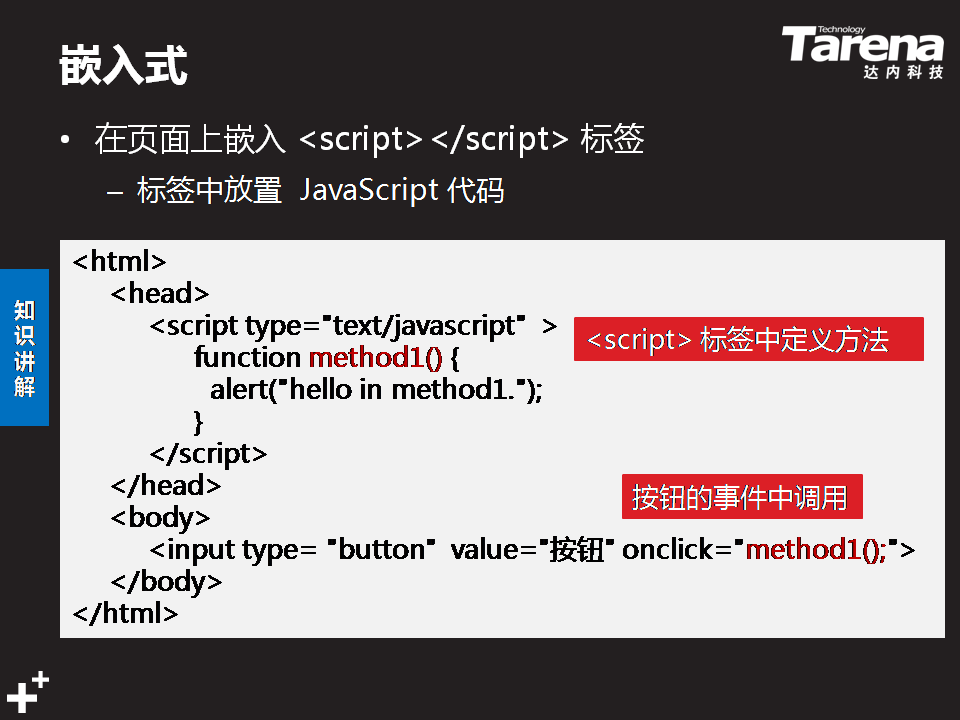 嵌入式
Technology
Tarena
达内科技
• 在页面上嵌入 <script></script> 标签
– 标签中放置 JavaScript 代码
知识讲解
<html>
<head>
<script type="text/javascript" >
<script> 标签中定义方法
function method1() {
alert("hello in method1.");
}
</script>
</head>
按钮的事件中调用
<body>
<input type= "button" value="按钮" onclick="method1();">
</body>
</html>